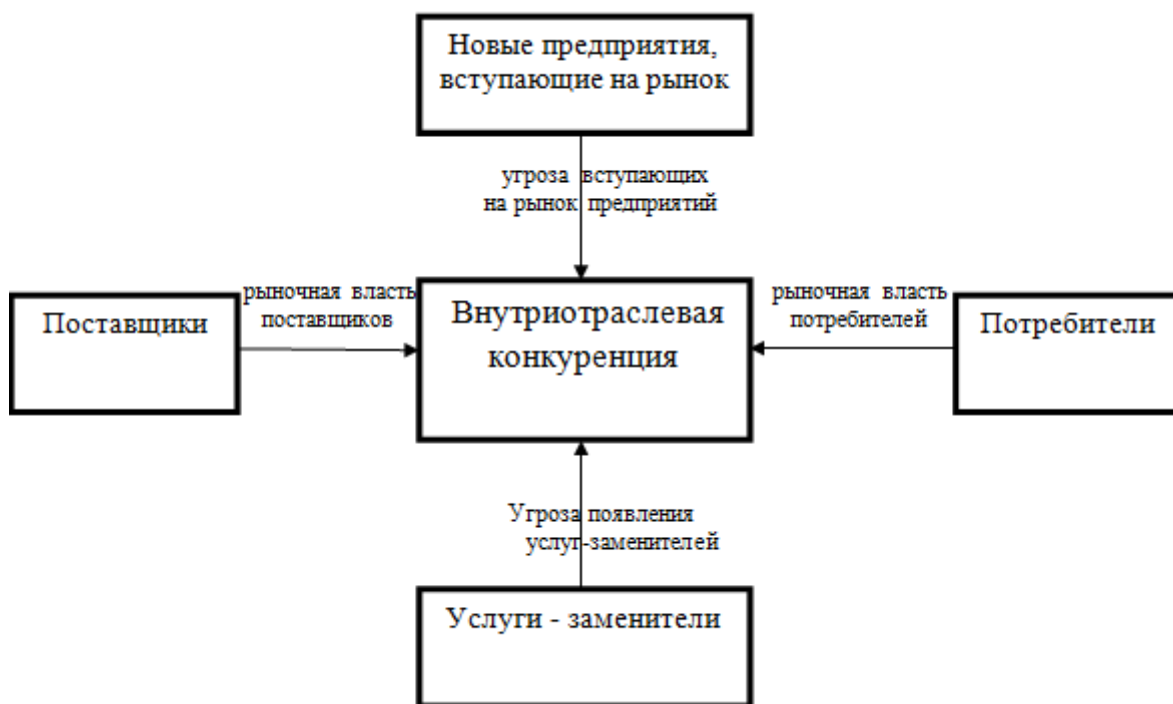 Новые предприятия,
вступающие на рынок
угроза вступающих
на рынок предприятий
Поставщики
рыночная власть
поставщиков
Внутриотраслевая
конкуренция
рыночная власть
потребителей
Потребители
Угроза появления
услуг-заменителей
Услуги - заменители